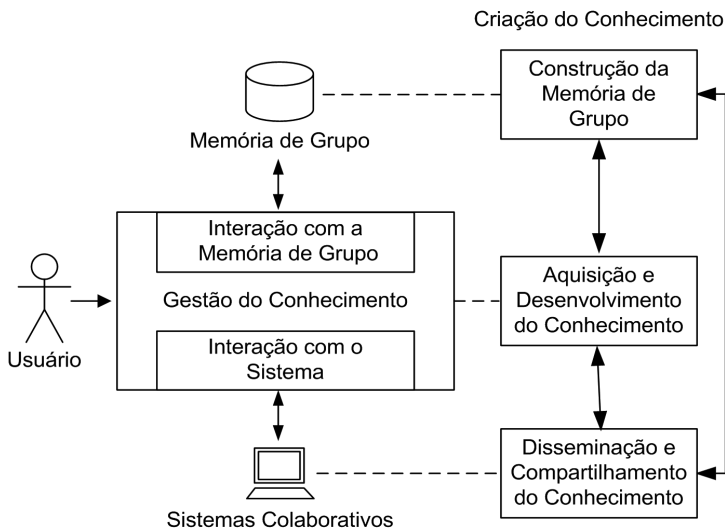 Criação do Conhecimento
Construção da
Memória de
Grupo
Memória de Grupo
Interação com a
Memória de Grupo
Gestão do Conhecimento
Interação com o
Sistema
Usuário
Aquisição e
Desenvolvimento
do Conhecimento
Disseminação e
Compartilhamento
do Conhecimento
Sistemas Colaborativos